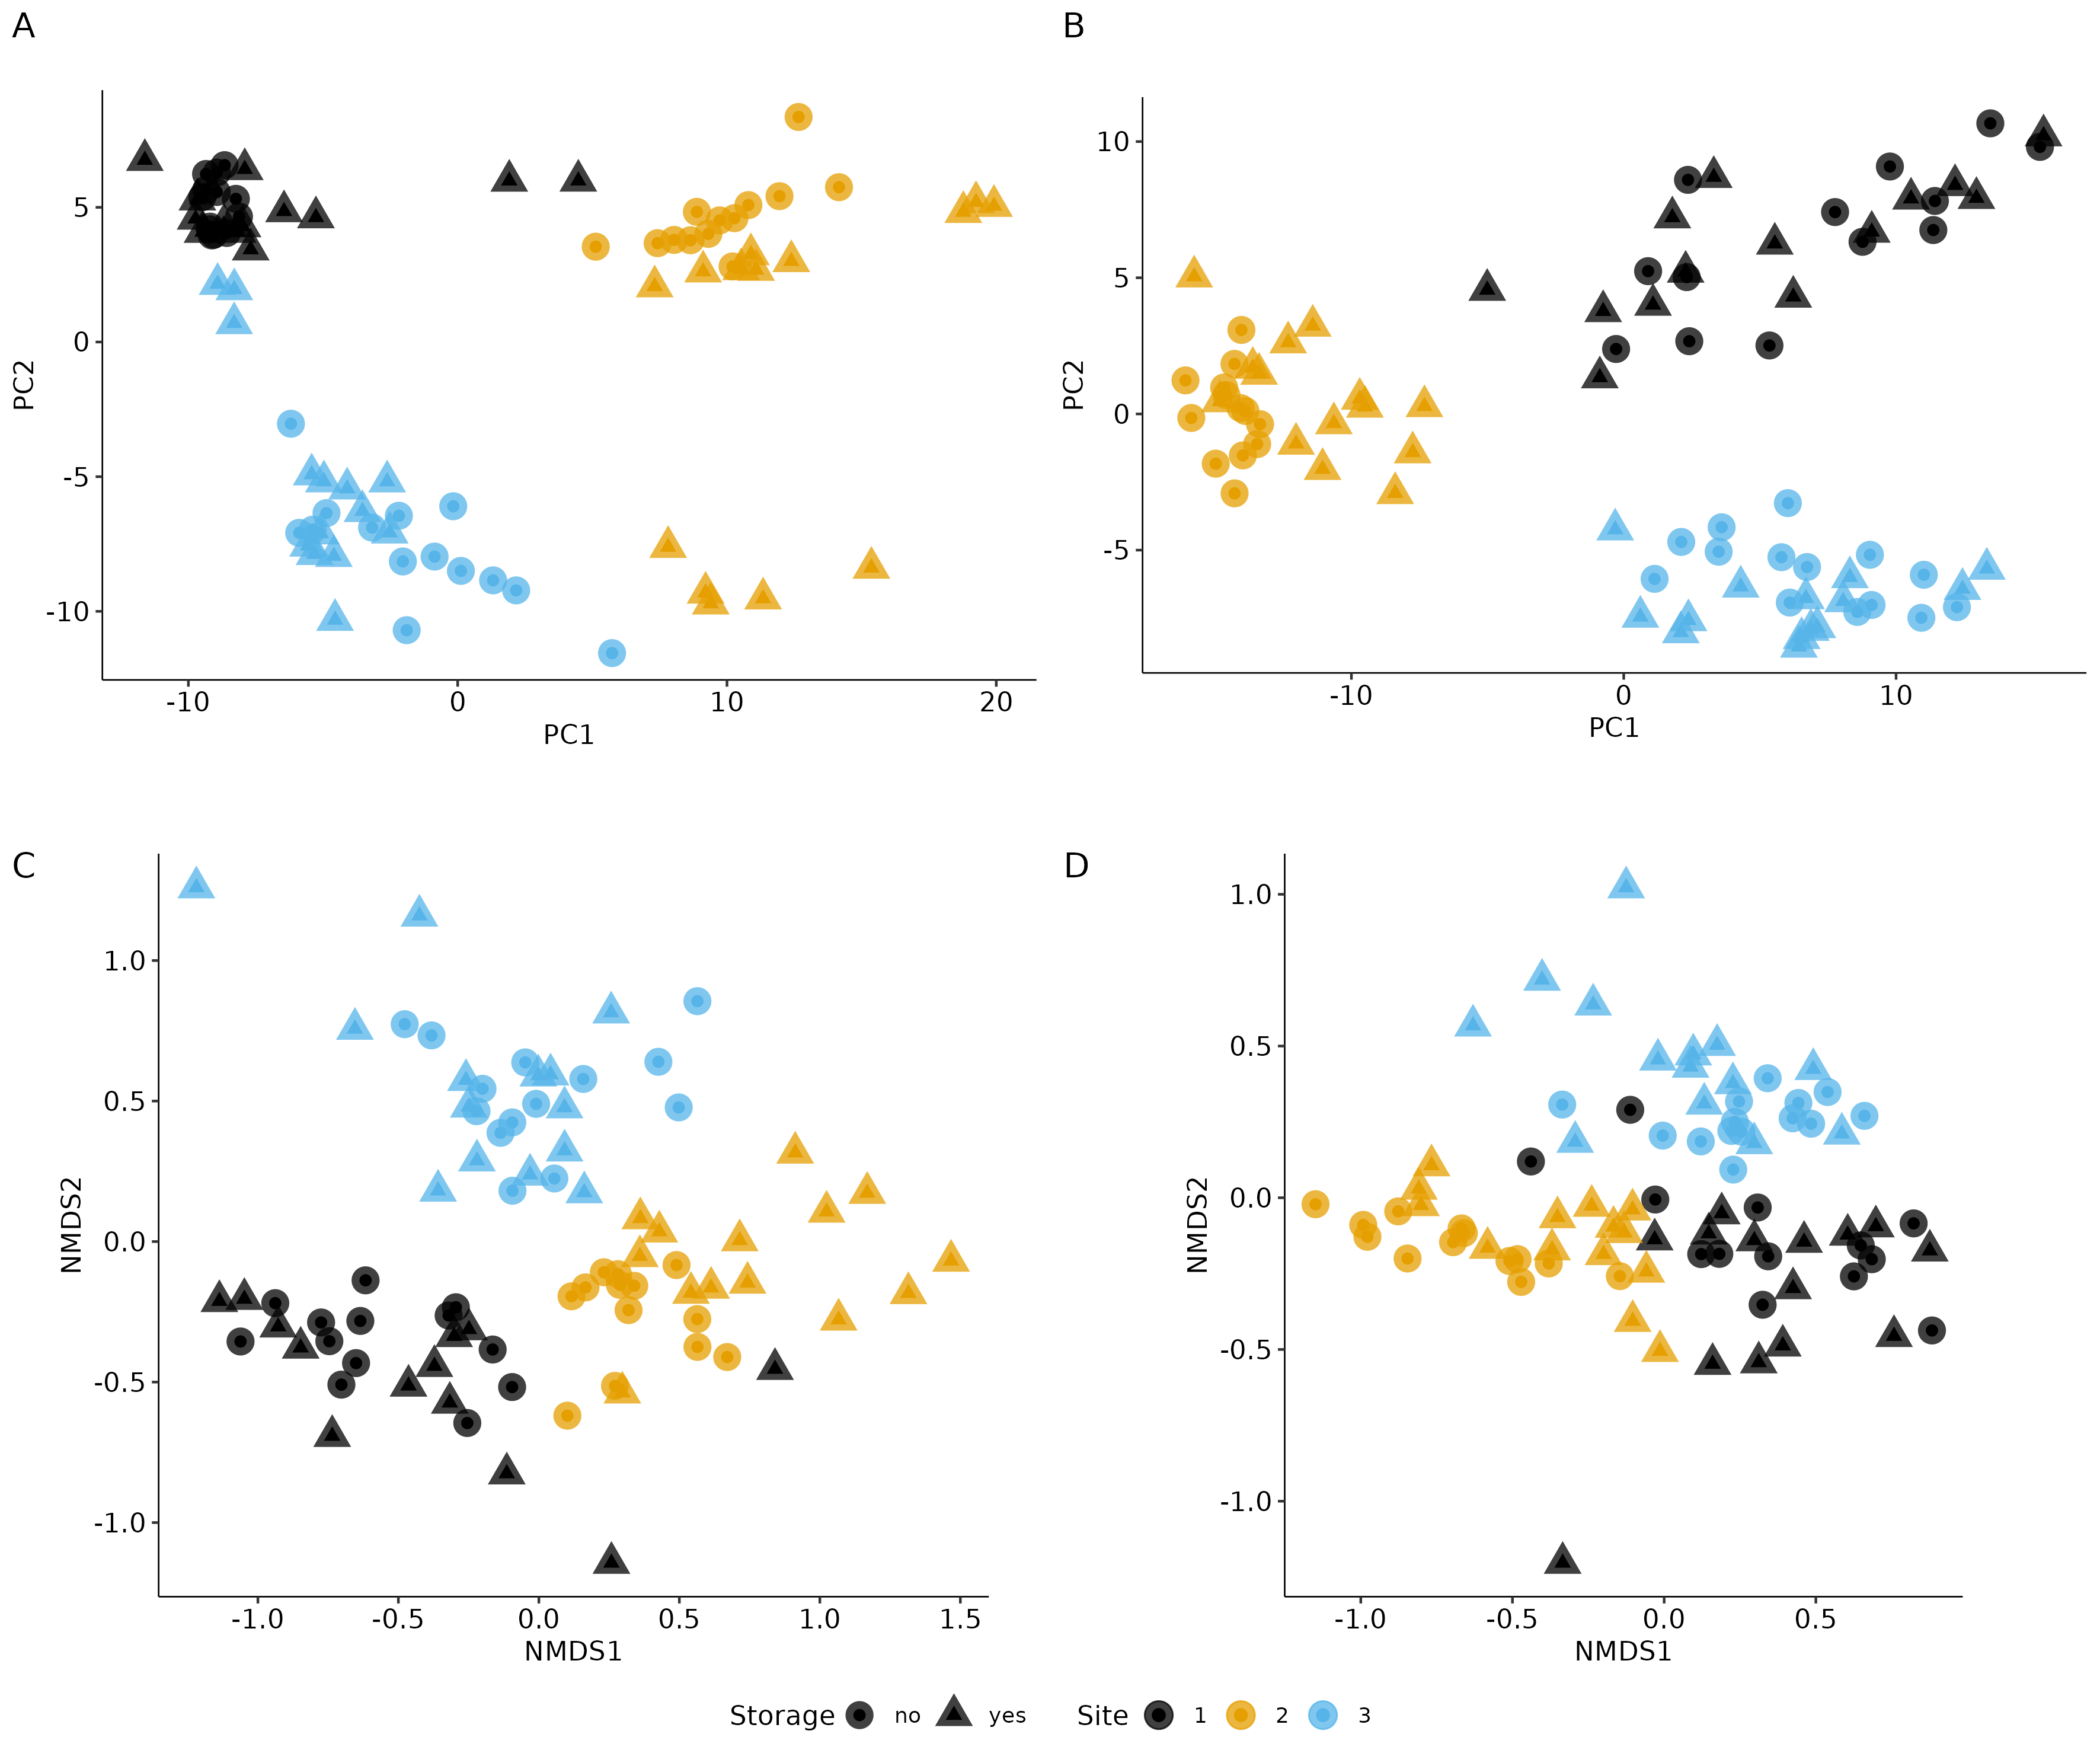 A
B
5
0
-5
-10
PC2
-10 0 10 20
PC1
10
5
0
-5
PC2
-10 0 10
PC1
C
D
1.0
0.5
0.0
-0.5
-1.0
NMDS2
-1.0 -0.5 0.0 0.5 1.0 1.5
NMDS1
1.0
0.5
0.0
-0.5
-1.0
NMDS2
-1.0 -0.5 0.0 0.5
NMDS1
Storage no yes Site 1 2 3